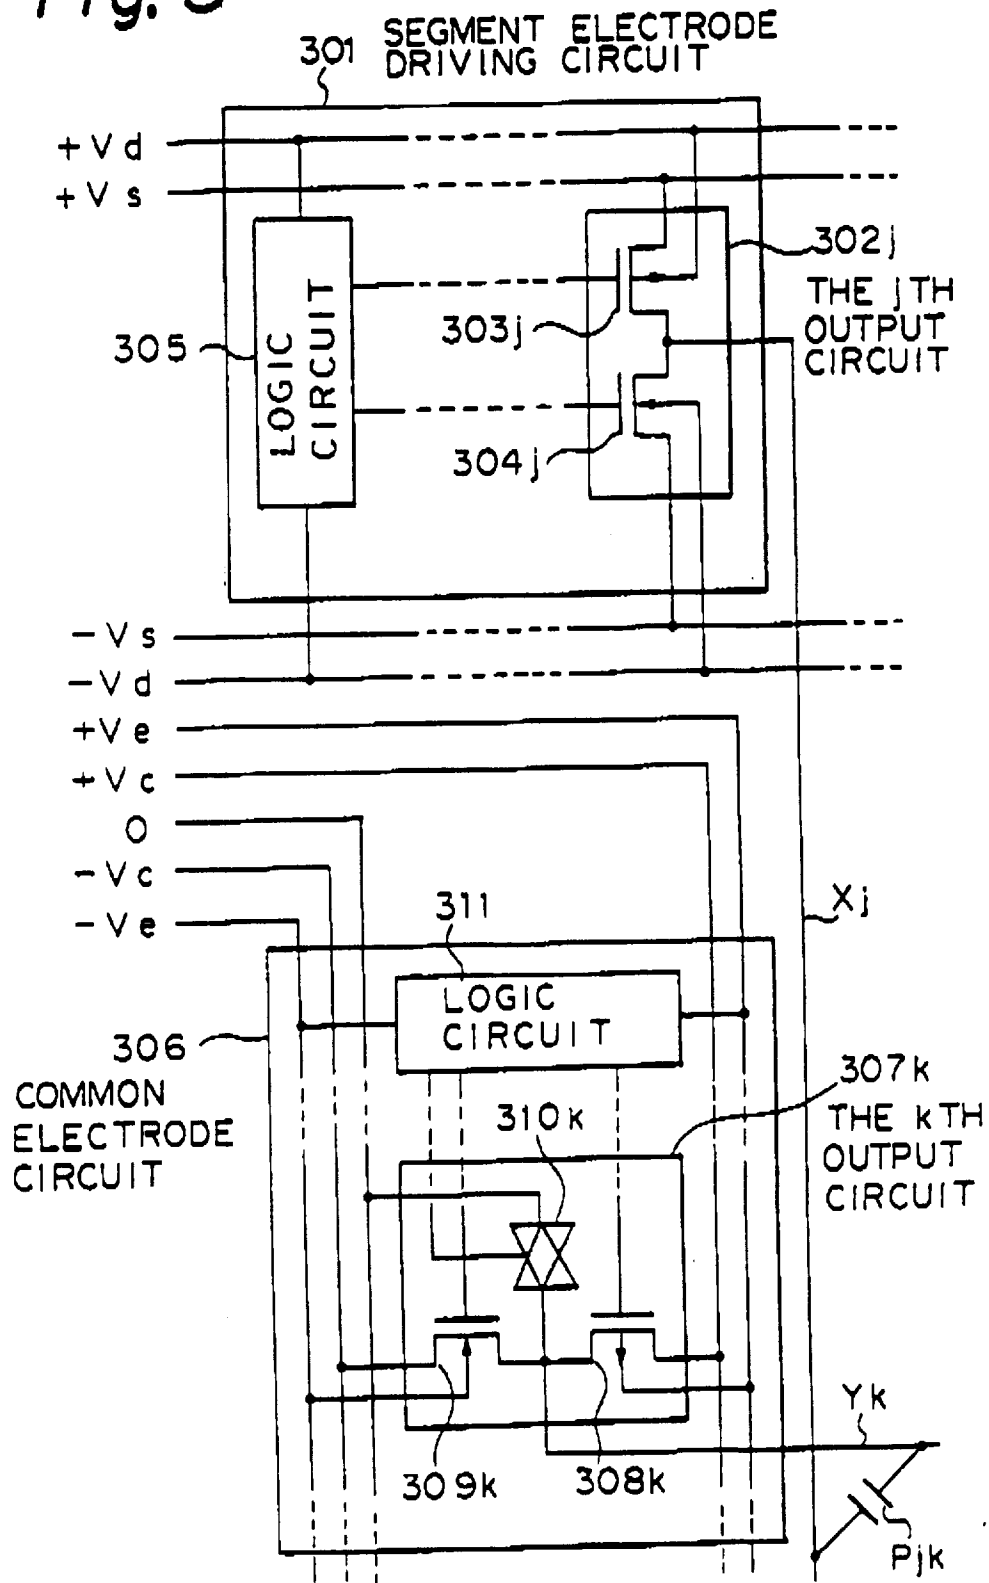 301 SEGMENT ELECTRODE
DRIVING CIRCUIT
+Vd
+Vs
302j
THE jTH
OUTPUT
CIRCUIT
303j
305
LOGIC
CIRCUIT
304j
-Vs
-Vd
+Ve
+Vc
0
-Vc
-Ve
Xj
311
LOGIC
CIRCUIT
306
COMMON
ELECTRODE
CIRCUIT
307k
THE kTH
OUTPUT
CIRCUIT
310k
Yk
309k
308k
Pjk